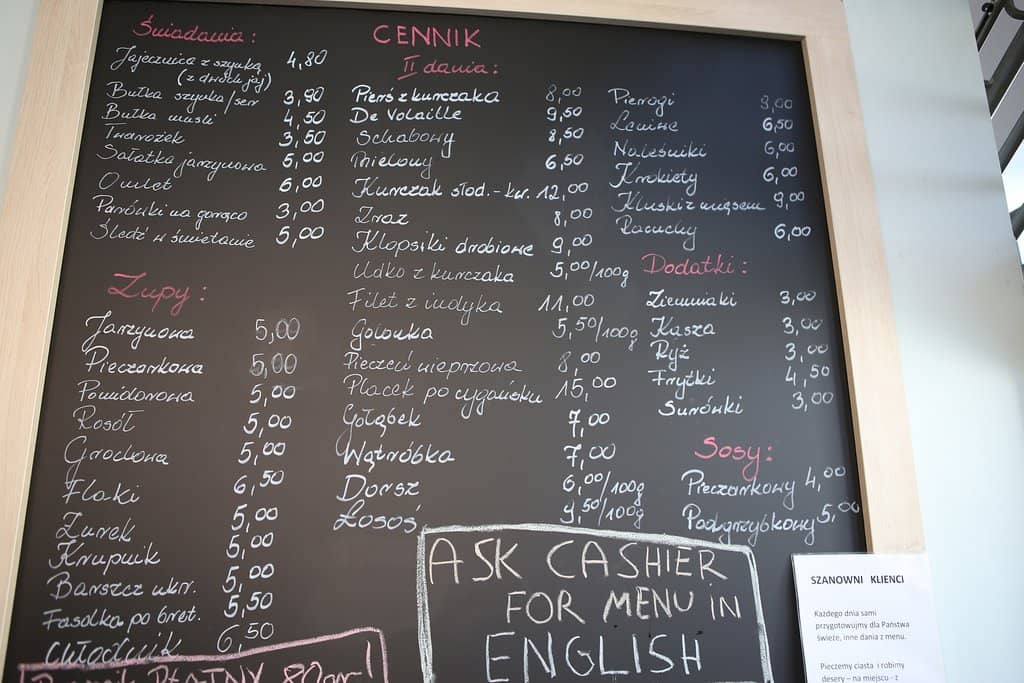 Śniadania:
Jajecznica z szynką 4,80
(z dwóch jaj)
Bułka szynka/ser 3,90
Bułka musli 4,50
Twarożek 3,50
Sałatka jarzynowa 5,00
Omlet 6,00
Parówki na gorąco 3,00
Śledź w śmietanie 5,00
Zupy:
Jarzynowa 5,00
Pieczarkowa 5,00
Pomidorowa 5,00
Rosół 5,00
Grochowa 5,00
Flaki 6,50
Żurek 5,00
Krupnik 5,00
Barszcz ukr. 5,00
Fasolka po bret. 5,50
Chłodnik 6,50
CENNIK
II dania:
Pierś z kurczaka 8,00
De Volaille 9,50
Schabowy 8,50
Mielony 6,50
Kurczak słod.-kw. 12,00
Zraz 8,00
Klopsiki drobiowe 9,00
Udko z kurczaka 5,00/100g
Filet z indyka 11,00
Golonka 5,50/100g
Pieczeń wieprzowa 8,00
Placek po cygańsku 15,00
Gołąbek 7,00
Wątróbka 7,00
Dorsz 6,00/100g
Łosoś 9,50/100g
Pierogi 9,00
Leniwe 6,50
Naleśniki 6,00
Krokiety 6,00
Kluski z mięsem 9,00
Racuchy 6,00
Dodatki:
Ziemniaki 3,00
Kasza 3,00
Ryż 3,00
Frytki 4,50
Surówki 3,00
Sosy:
Pieczarkowy 4,00
Podgrzybkowy 5,00
ASK CASHIER
FOR MENU IN
ENGLISH
PŁATNY 80gr!
SZANOWNI KLIENCI
Każdego dnia sami
przygotowujmy dla Państwa
świeże, inne dania z menu.
Pieczemy ciasta i robimy
desery – na miejscu - z